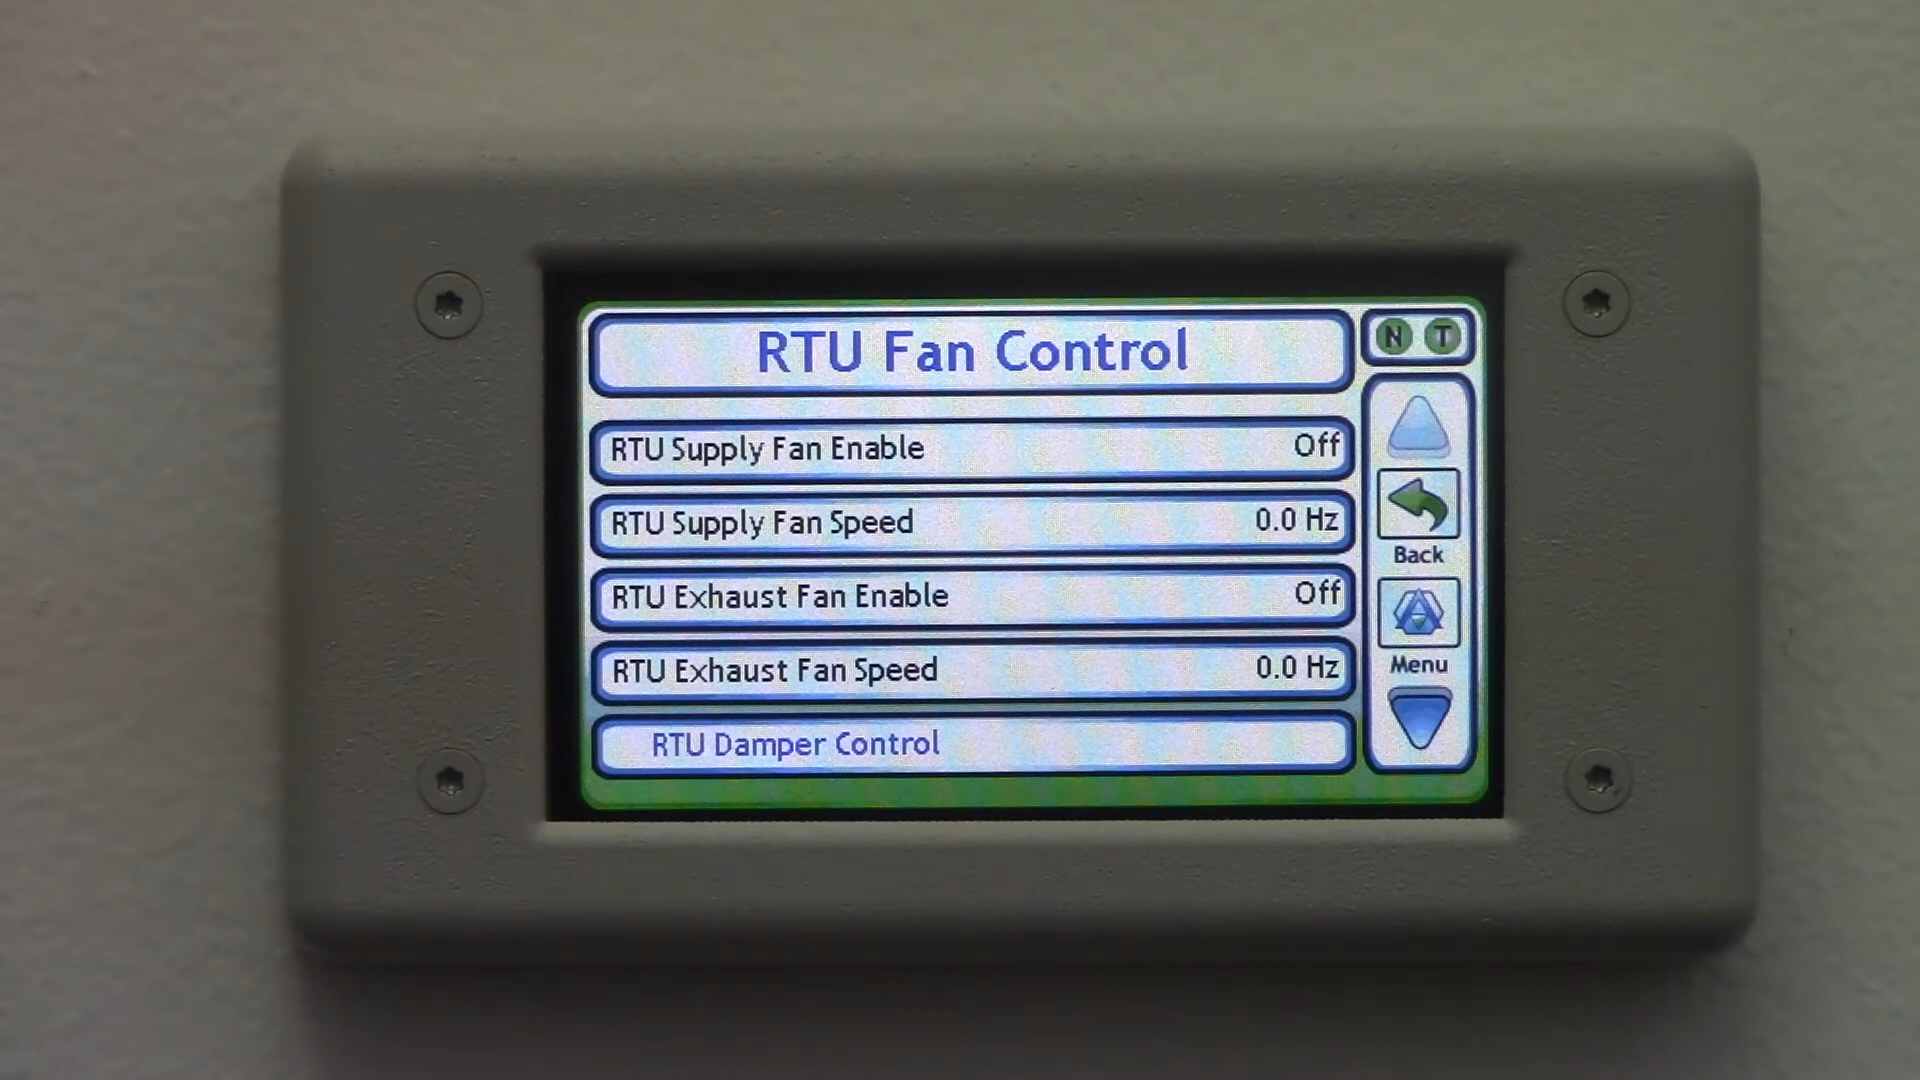 RTU Fan Control
N T
RTU Supply Fan Enable Off
RTU Supply Fan Speed 0.0 Hz
RTU Exhaust Fan Enable Off
RTU Exhaust Fan Speed 0.0 Hz
RTU Damper Control
Back
Menu